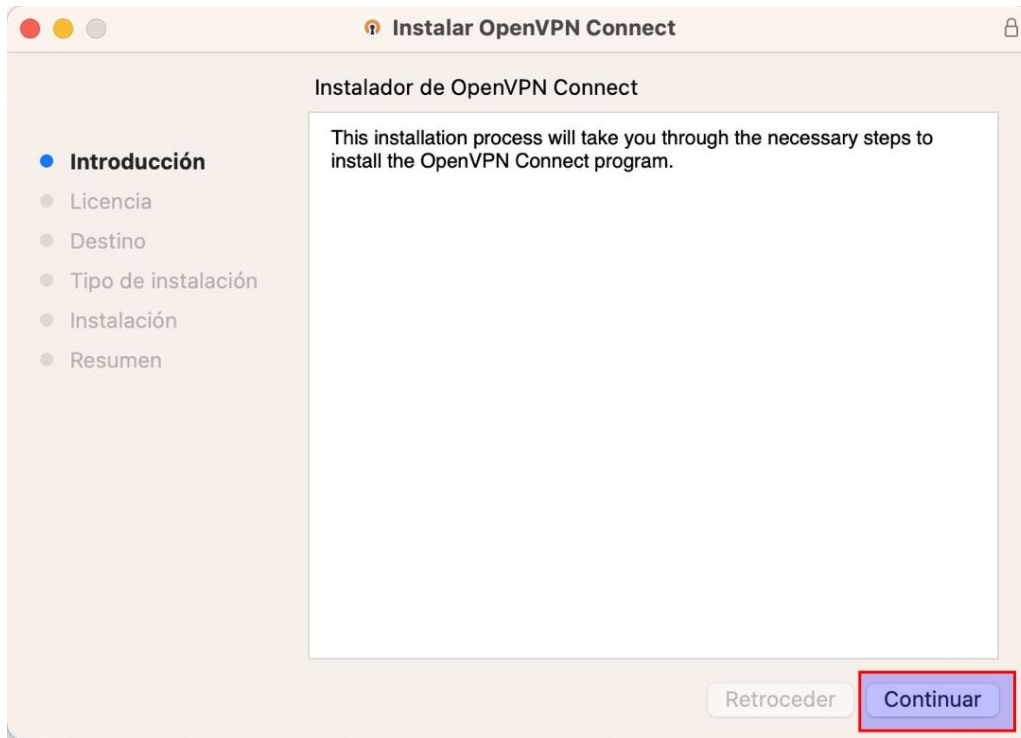 Instalar OpenVPN Connect
Instalador de OpenVPN Connect
This installation process will take you through the necessary steps to
install the OpenVPN Connect program.
Introducción
Licencia
Destino
Tipo de instalación
Instalación
Resumen
Retroceder
Continuar